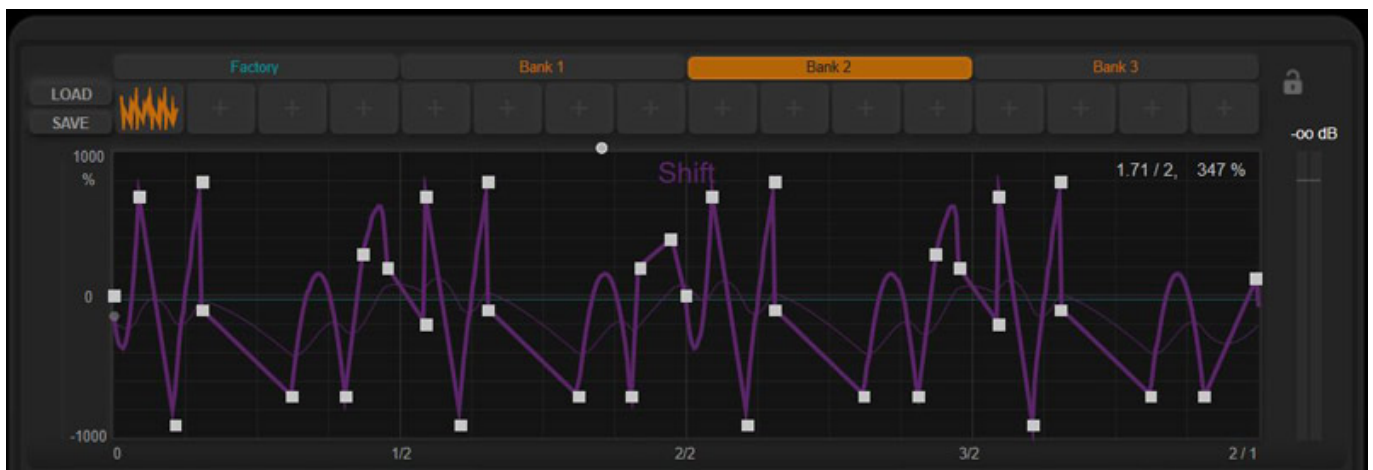 Factory Bank 1 Bank 2 Bank 3
LOAD
SAVE
-oo dB
1000
%
Shift
1.71 / 2, 347 %
0
-1000
0 1/2 2/2 3/2 2 / 1